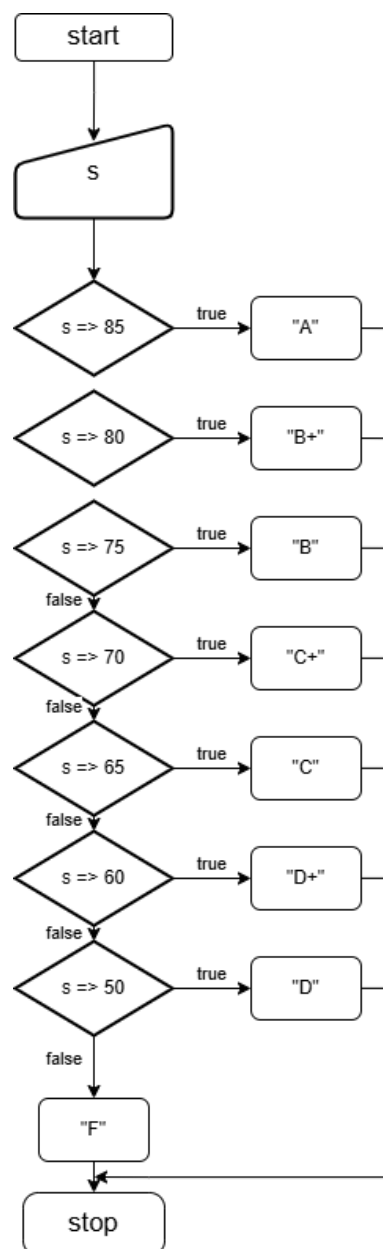 start
s
s => 85
true
"A"
s => 80
true
"B+"
s => 75
true
"B"
false
s => 70
true
"C+"
false
s => 65
true
"C"
false
s => 60
true
"D+"
false
s => 50
true
"D"
false
"F"
stop